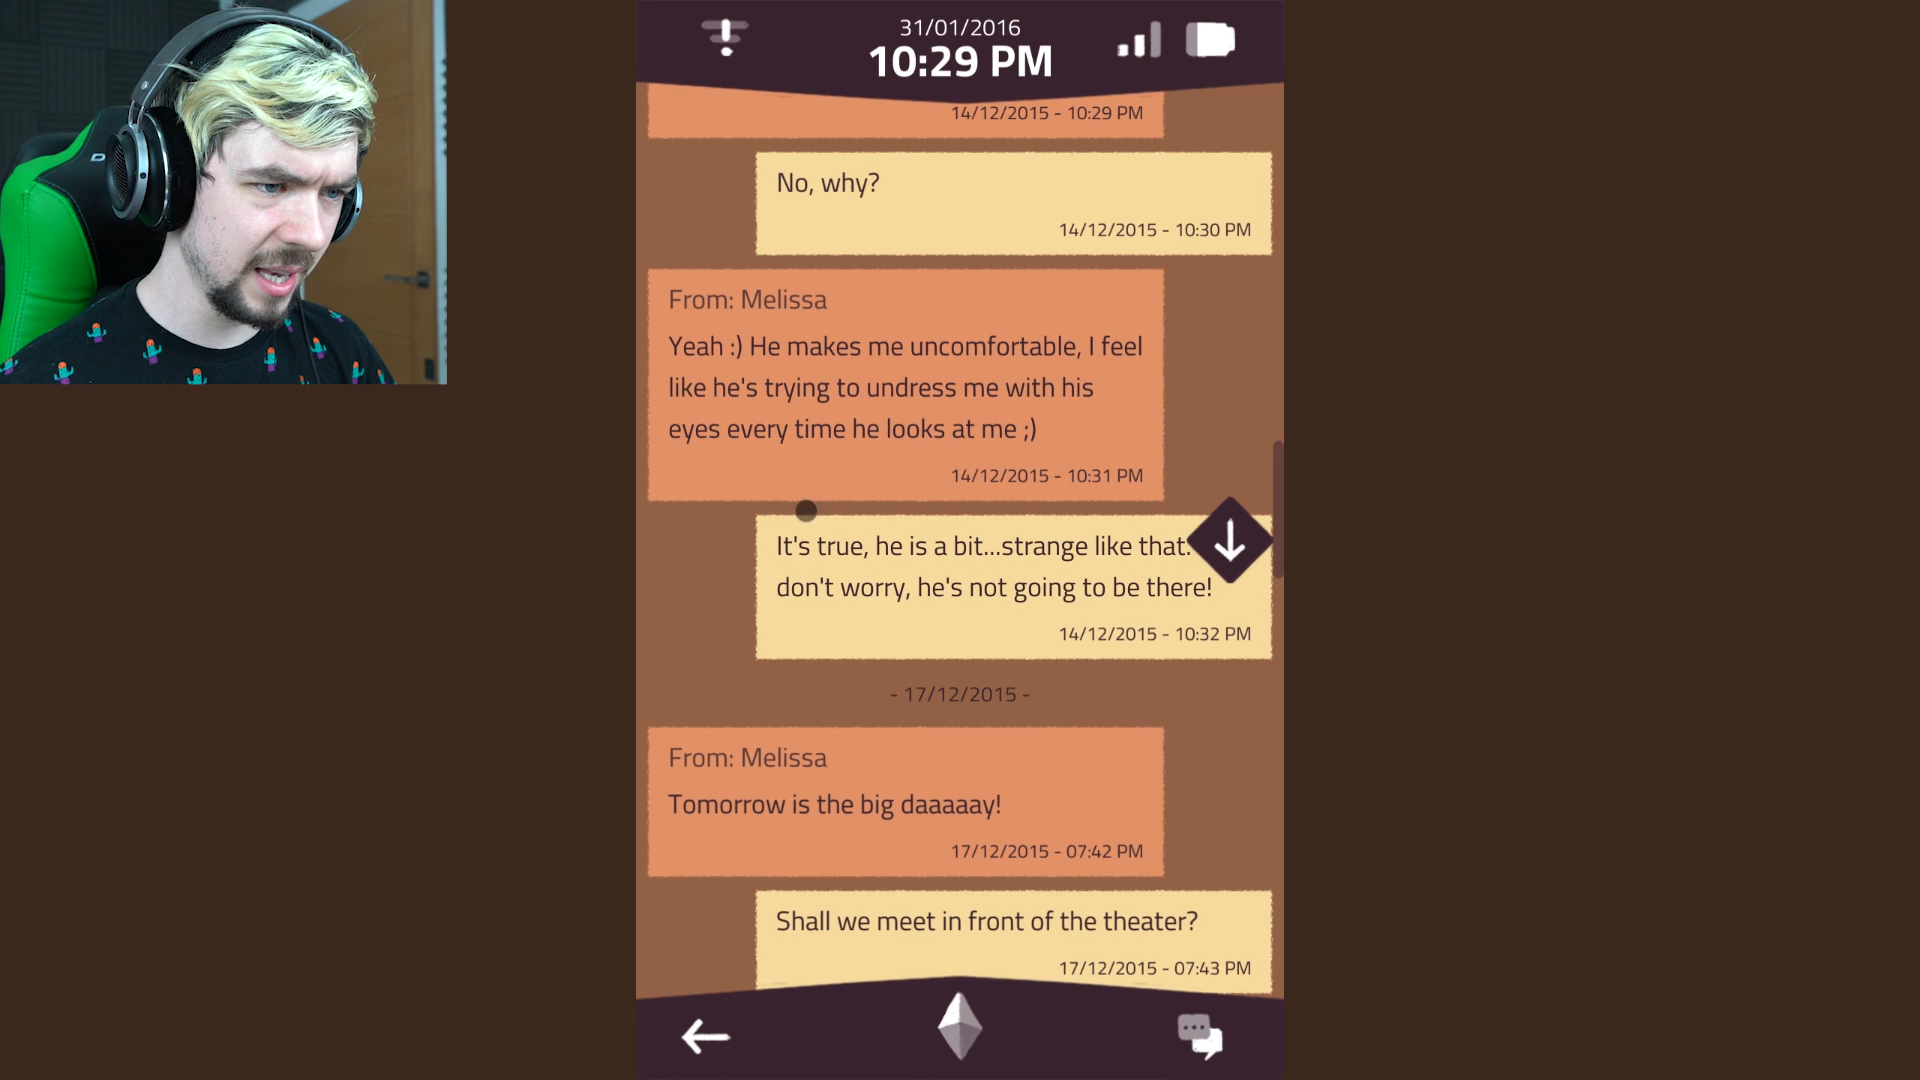 31/01/2016
10:29 PM
14/12/2015 - 10:29 PM
No, why?
14/12/2015 - 10:30 PM
From: Melissa
Yeah :) He makes me uncomfortable, I feel
like he's trying to undress me with his
eyes every time he looks at me ;)
14/12/2015 - 10:31 PM
It's true, he is a bit...strange like that.
don't worry, he's not going to be there!
14/12/2015 - 10:32 PM
- 17/12/2015 -
From: Melissa
Tomorrow is the big daaaaay!
17/12/2015 - 07:42 PM
Shall we meet in front of the theater?
17/12/2015 - 07:43 PM